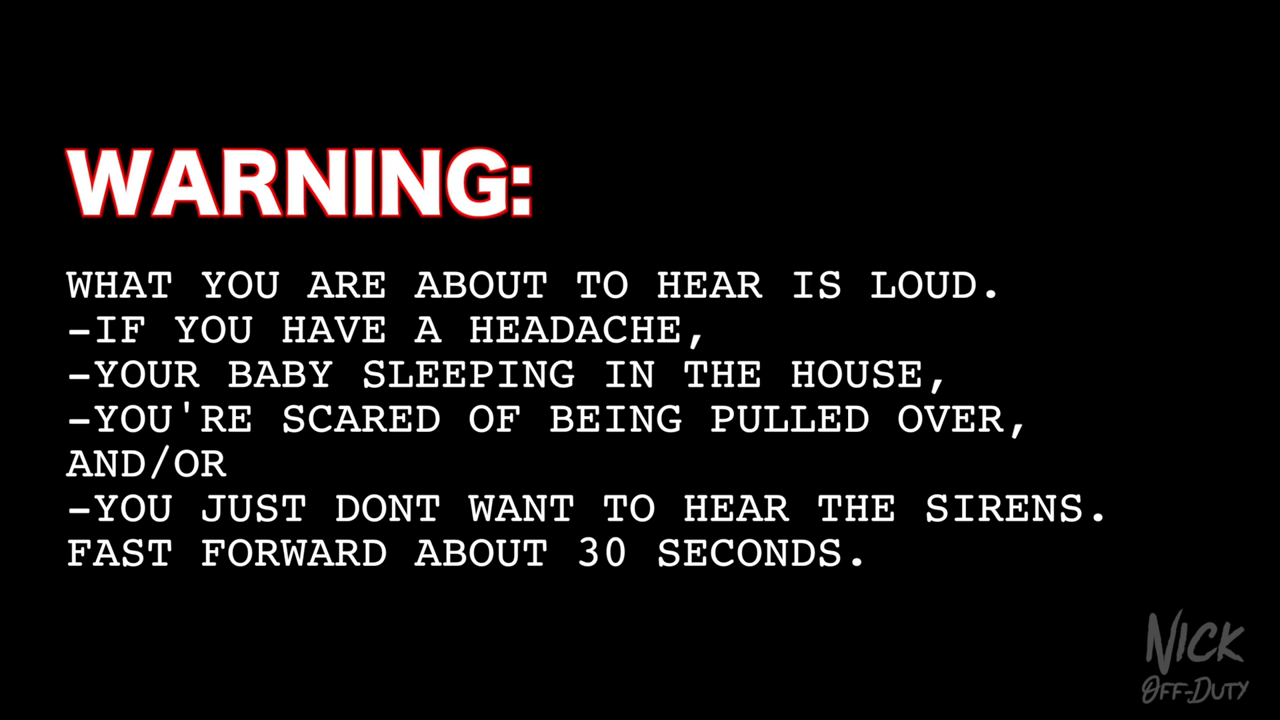 WARNING:
WHAT YOU ARE ABOUT TO HEAR IS LOUD.
-IF YOU HAVE A HEADACHE,
-YOUR BABY SLEEPING IN THE HOUSE,
-YOU'RE SCARED OF BEING PULLED OVER,
AND/OR
-YOU JUST DONT WANT TO HEAR THE SIRENS.
FAST FORWARD ABOUT 30 SECONDS.
NICK
OFF-DUTY